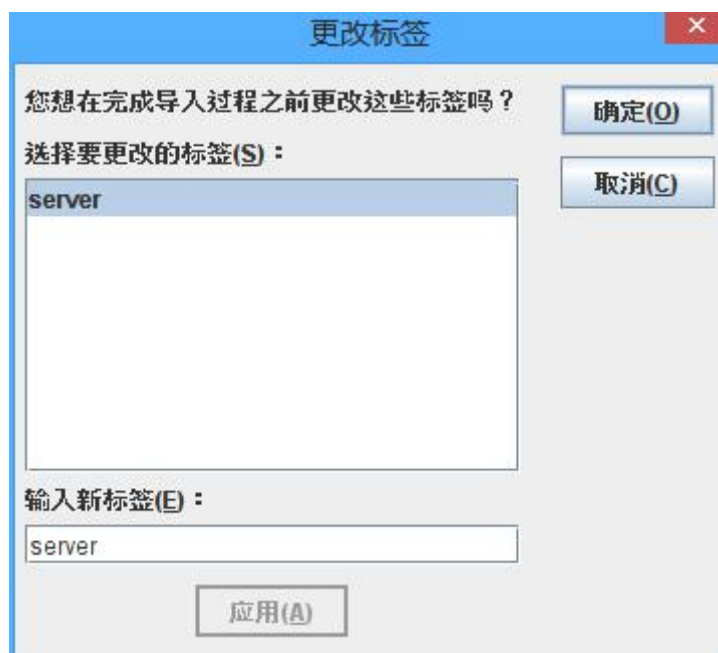 更改标签
您想在完成导入过程之前更改这些标签吗？
确定(O)
选择要更改的标签(S)：
取消(C)
server
输入新标签(E)：
server
应用(A)